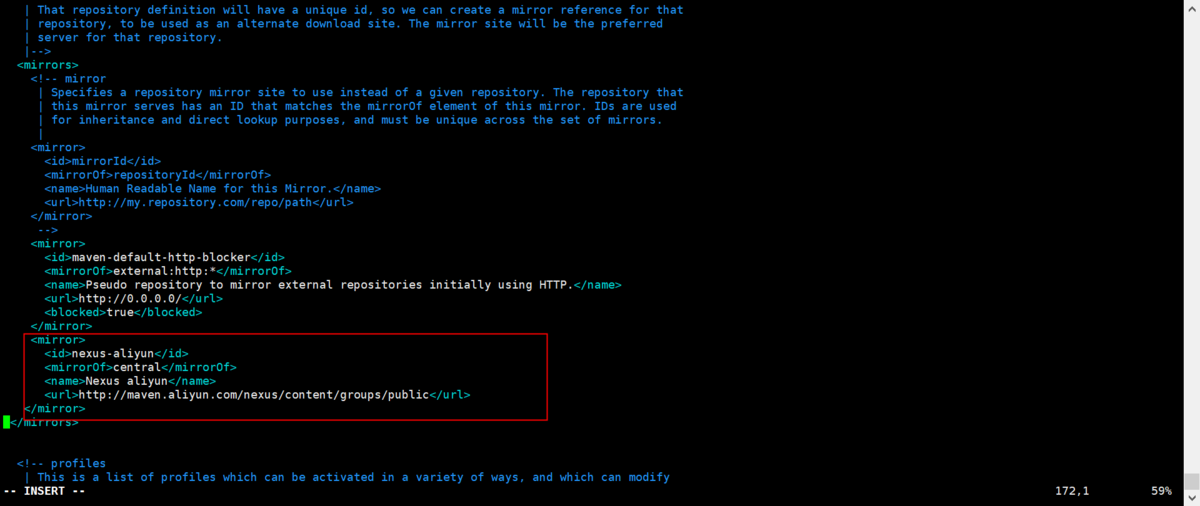 | That repository definition will have a unique id, so we can create a mirror reference for that
| repository, to be used as an alternate download site. The mirror site will be the preferred
| server for that repository.
|-->
<mirrors>
<!-- mirror
| Specifies a repository mirror site to use instead of a given repository. The repository that
| this mirror serves has an ID that matches the mirrorOf element of this mirror. IDs are used
| for inheritance and direct lookup purposes, and must be unique across the set of mirrors.
|
<mirror>
<id>mirrorId</id>
<mirrorOf>repositoryId</mirrorOf>
<name>Human Readable Name for this Mirror.</name>
<url>http://my.repository.com/repo/path</url>
</mirror>
-->
<mirror>
<id>maven-default-http-blocker</id>
<mirrorOf>external:http:*</mirrorOf>
<name>Pseudo repository to mirror external repositories initially using HTTP.</name>
<url>http://0.0.0.0/</url>
<blocked>true</blocked>
</mirror>
<mirror>
<id>nexus-aliyun</id>
<mirrorOf>central</mirrorOf>
<name>Nexus aliyun</name>
<url>http://maven.aliyun.com/nexus/content/groups/public</url>
</mirror>
</mirrors>
<!-- profiles
| This is a list of profiles which can be activated in a variety of ways, and which can modify
-- INSERT -- 172,1 59%